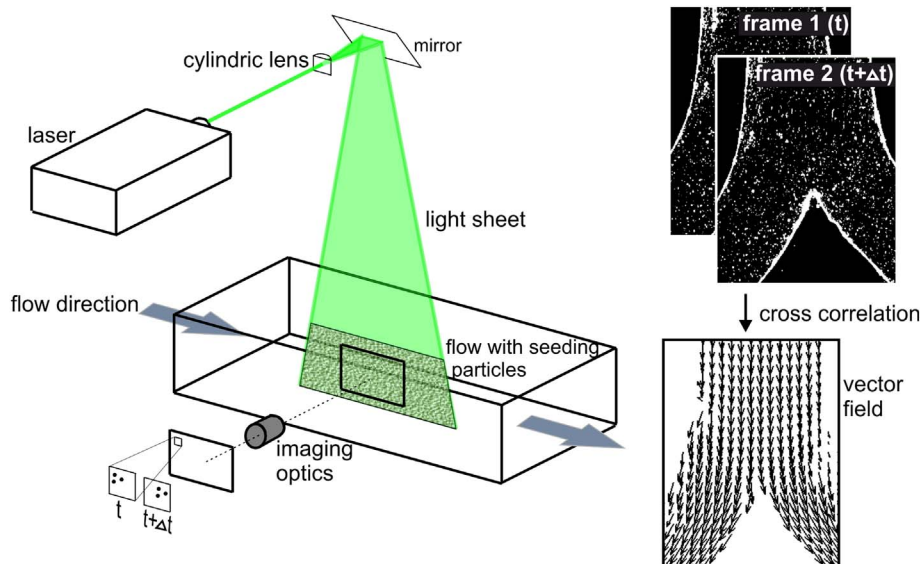 mirror
cylindric lens
laser
light sheet
flow direction
flow with seeding
particles
imaging
optics
t
t+Δt
frame 1 (t)
frame 2 (t+Δt)
cross correlation
vector
field